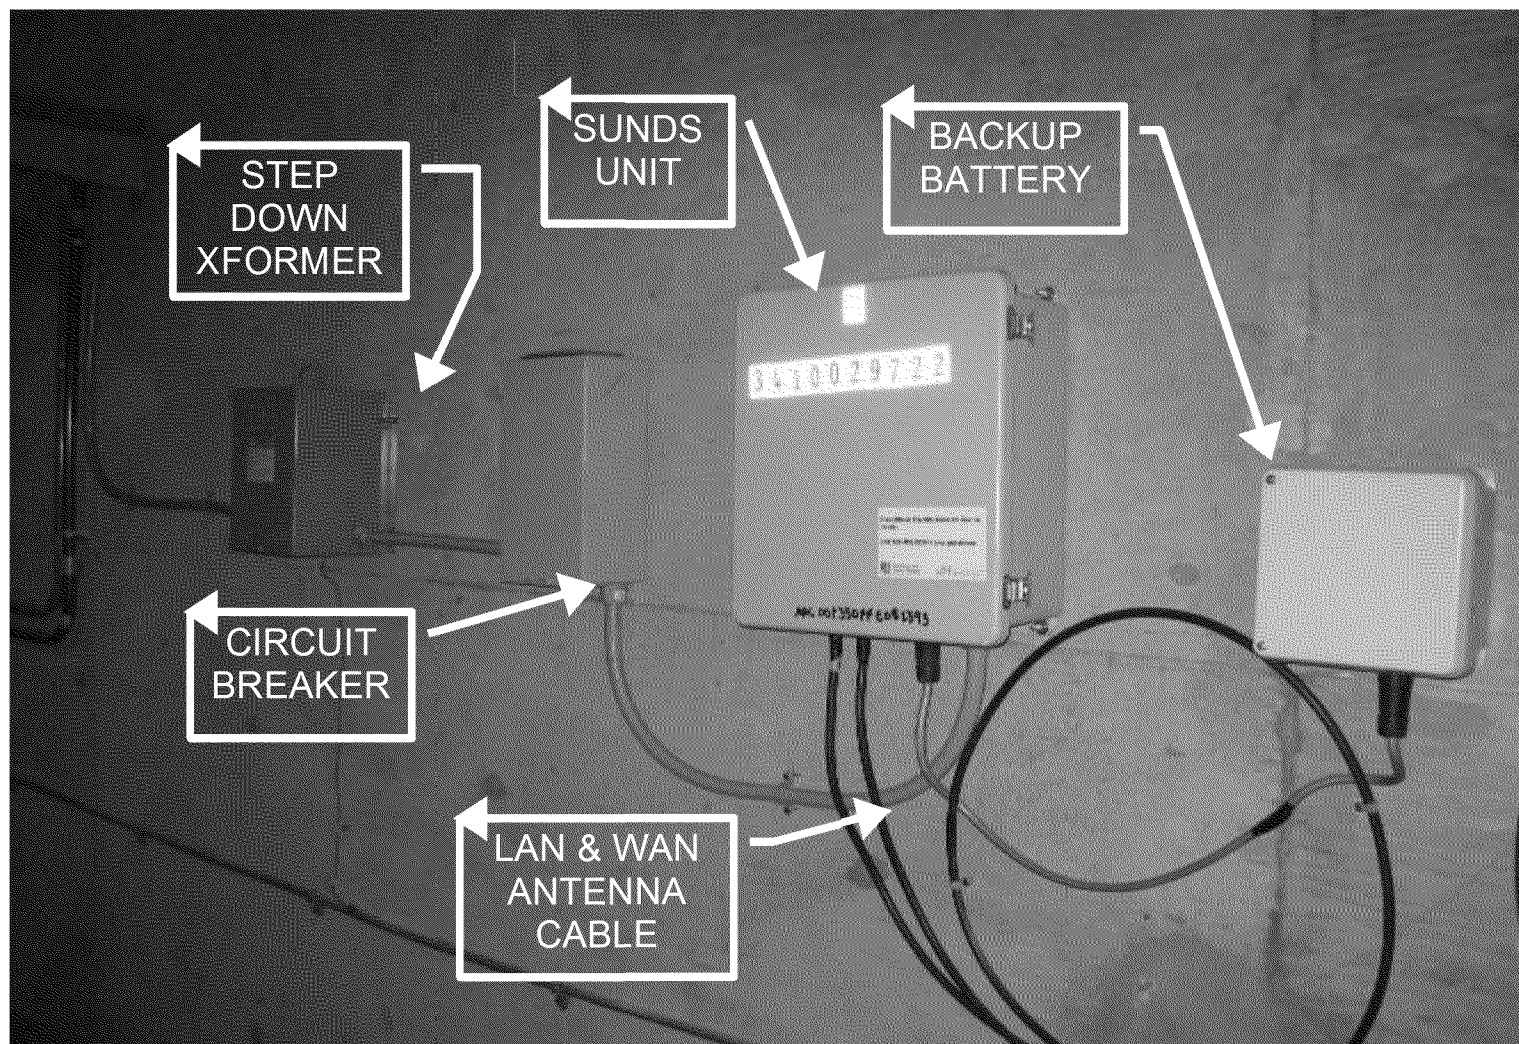 STEP
DOWN
XFORMER
SUNDS
UNIT
BACKUP
BATTERY
3410029722
CIRCUIT
BREAKER
LAN & WAN
ANTENNA
CABLE